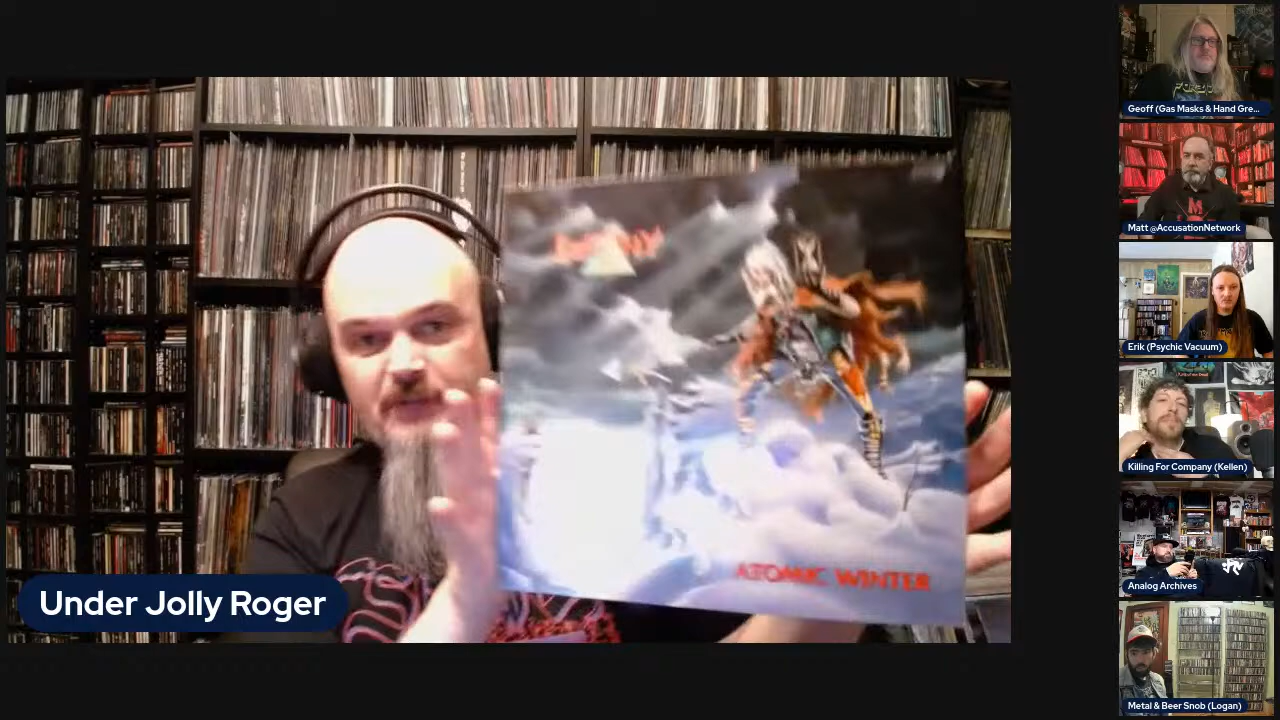 Under Jolly Roger
ATOMIC WINTER
Geoff (Gas Masks & Hand Gre...
Matt @AccusationNetwork
Erik (Psychic Vacuum)
Killing For Company (Kellen)
Analog Archives
Metal & Beer Snob (Logan)